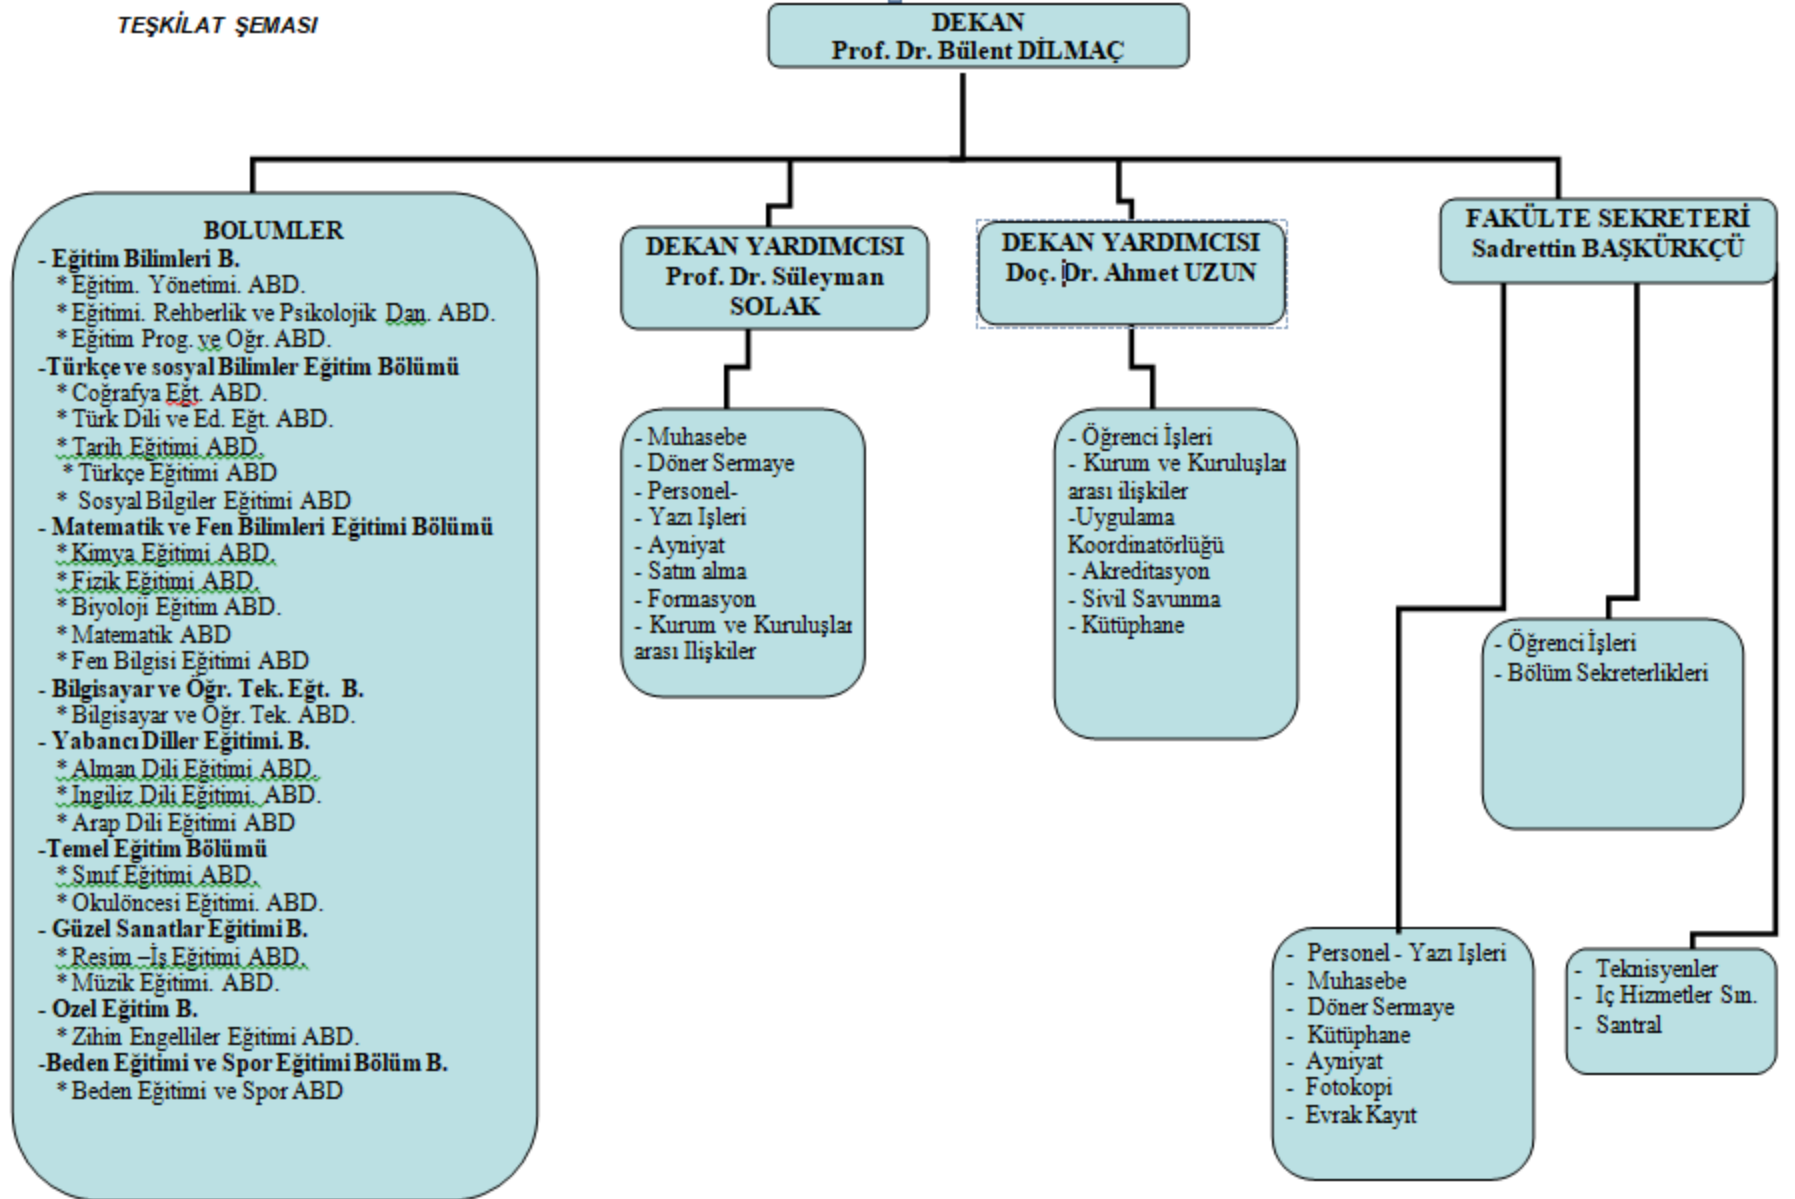 TEŞKİLAT ŞEMASI
DEKAN
Prof. Dr. Bülent DİLMAÇ
BOLUMLER
- Eğitim Bilimleri B.
* Eğitim. Yönetimi. ABD.
* Eğitimi. Rehberlik ve Psikolojik Dan. ABD.
* Eğitim Prog. ve Oğr. ABD.
-Türkçe ve sosyal Bilimler Eğitim Bölümü
* Coğrafya Eğt. ABD.
* Türk Dili ve Ed. Eğt. ABD.
* Tarih Eğitimi ABD.
* Türkçe Eğitimi ABD
* Sosyal Bilgiler Eğitimi ABD
- Matematik ve Fen Bilimleri Eğitimi Bölümü
* Kimya Eğitimi ABD.
* Fizik Eğitimi ABD.
* Biyoloji Eğitim ABD.
* Matematik ABD
* Fen Bilgisi Eğitimi ABD
- Bilgisayar ve Öğr. Tek. Eğt. B.
* Bilgisayar ve Oğr. Tek. ABD.
- Yabancı Diller Eğitimi. B.
* Alman Dili Eğitimi ABD.
* Ingiliz Dili Eğitimi. ABD.
* Arap Dili Eğitimi ABD
-Temel Eğitim Bölümü
* Sınıf Eğitimi ABD.
* Okulöncesi Eğitimi. ABD.
- Güzel Sanatlar Eğitimi B.
* Resim –İş Eğitimi ABD.
* Müzik Eğitimi. ABD.
- Ozel Eğitim B.
* Zihin Engelliler Eğitimi ABD.
-Beden Eğitimi ve Spor Eğitimi Bölüm B.
* Beden Eğitimi ve Spor ABD
DEKAN YARDIMCISI
Prof. Dr. Süleyman
SOLAK
- Muhasebe
- Döner Sermaye
- Personel-
- Yazı Işleri
- Ayniyat
- Satın alma
- Formasyon
- Kurum ve Kuruluşlar
arası Ilişkiler
DEKAN YARDIMCISI
Doç. Dr. Ahmet UZUN
- Öğrenci İşleri
- Kurum ve Kuruluşlar
arası ilişkiler
-Uygulama
Koordinatörlüğü
- Akreditasyon
- Sivil Savunma
- Kütüphane
FAKÜLTE SEKRETERİ
Sadrettin BAŞKÜRKÇÜ
- Öğrenci İşleri
- Bölüm Sekreterlikleri
- Personel - Yazı Işleri
- Muhasebe
- Döner Sermaye
- Kütüphane
- Ayniyat
- Fotokopi
- Evrak Kayıt
- Teknisyenler
- Iç Hizmetler Sın.
- Santral